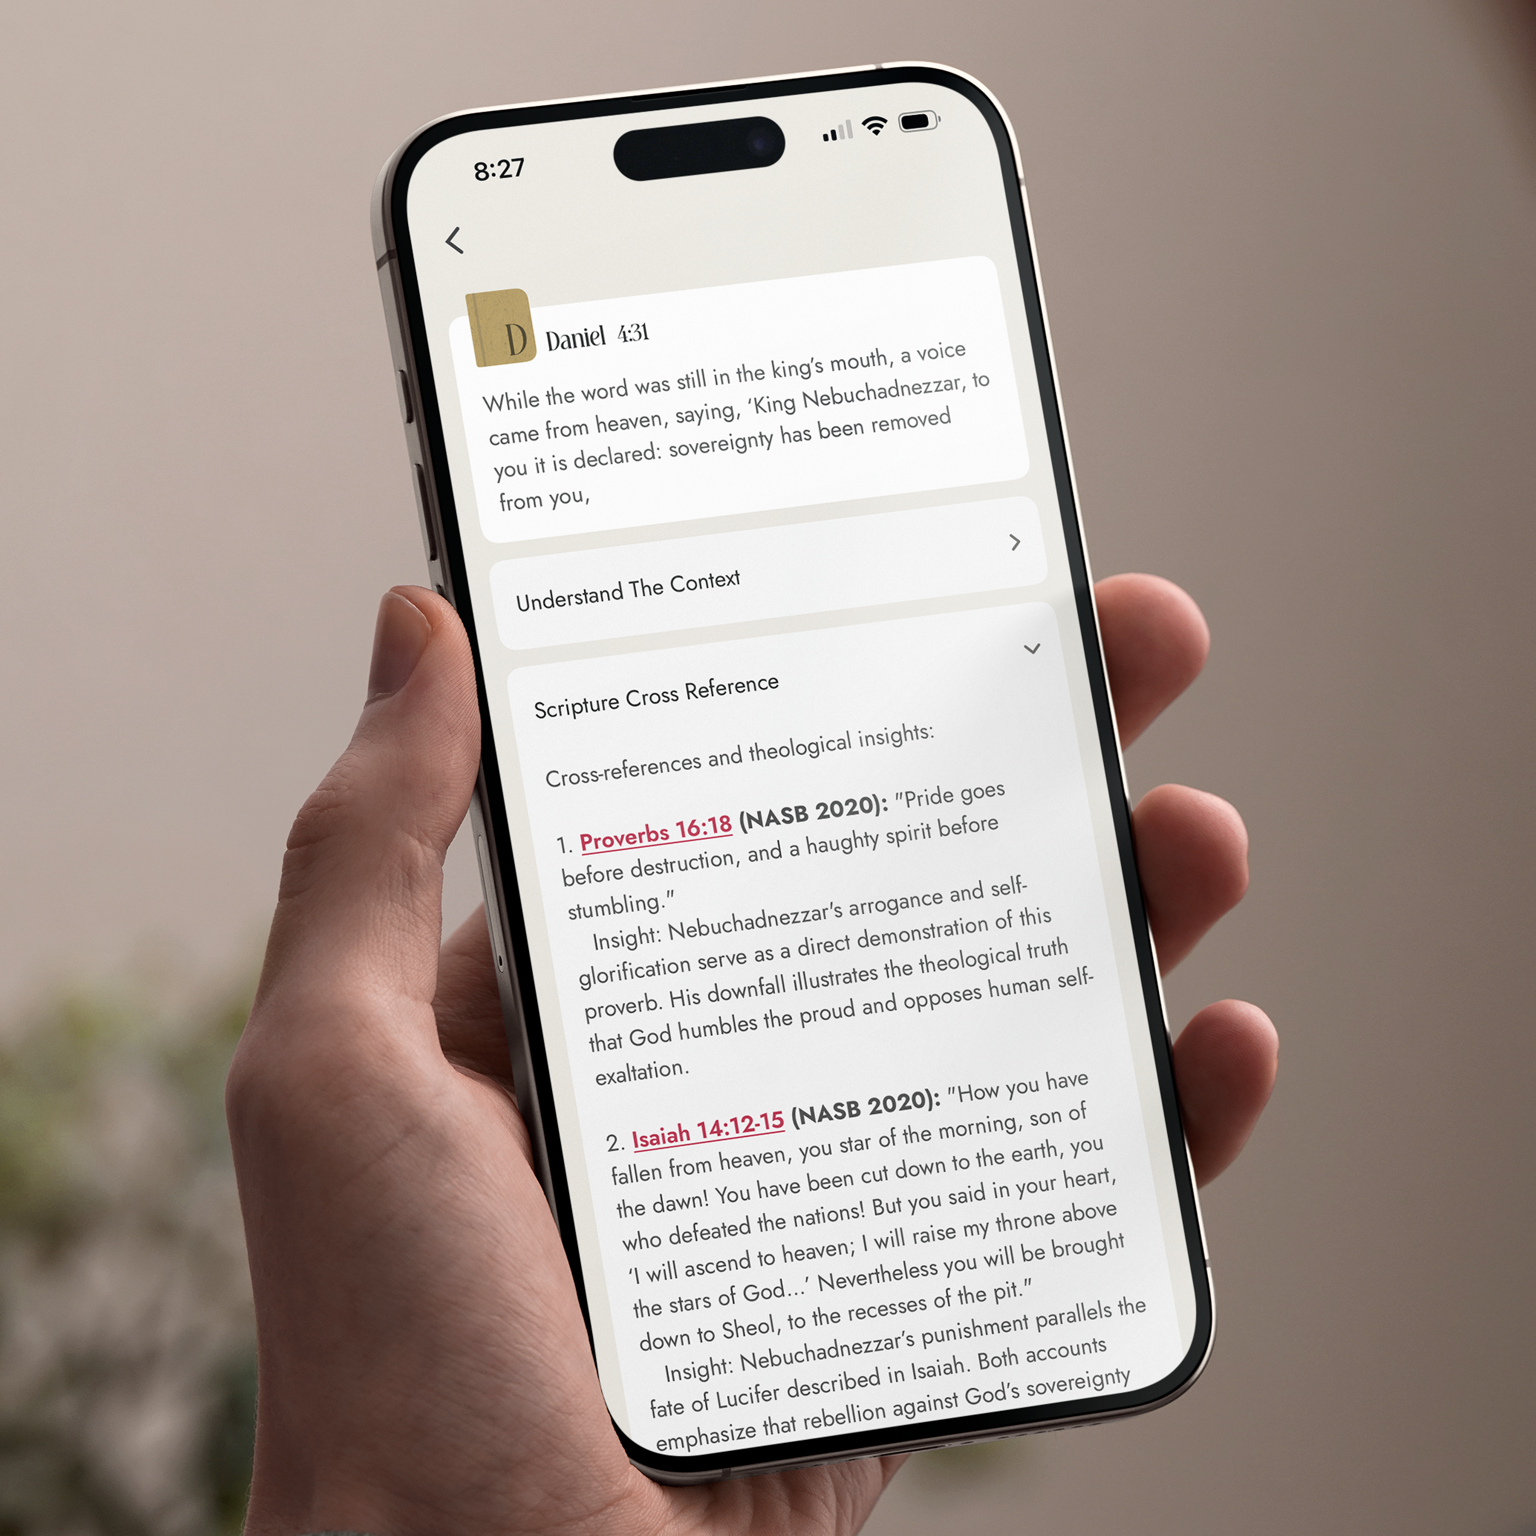 8:27
D
Daniel 4:31
While the word was still in the king's mouth, a voice
came from heaven, saying, ‘King Nebuchadnezzar, to
you it is declared: sovereignty has been removed
from you,
Understand The Context
Scripture Cross Reference
Cross-references and theological insights:
1. Proverbs 16:18 (NASB 2020): "Pride goes
before destruction, and a haughty spirit before
stumbling."
Insight: Nebuchadnezzar's arrogance and self-
glorification serve as a direct demonstration of this
proverb. His downfall illustrates the theological truth
that God humbles the proud and opposes human self-
exaltation.
2. Isaiah 14:12-15 (NASB 2020): "How you have
fallen from heaven, you star of the morning, son of
the dawn! You have been cut down to the earth, you
who defeated the nations! But you said in your heart,
‘I will ascend to heaven; I will raise my throne above
the stars of God...’ Nevertheless you will be brought
down to Sheol, to the recesses of the pit."
Insight: Nebuchadnezzar's punishment parallels the
fate of Lucifer described in Isaiah. Both accounts
emphasize that rebellion against God's sovereignty